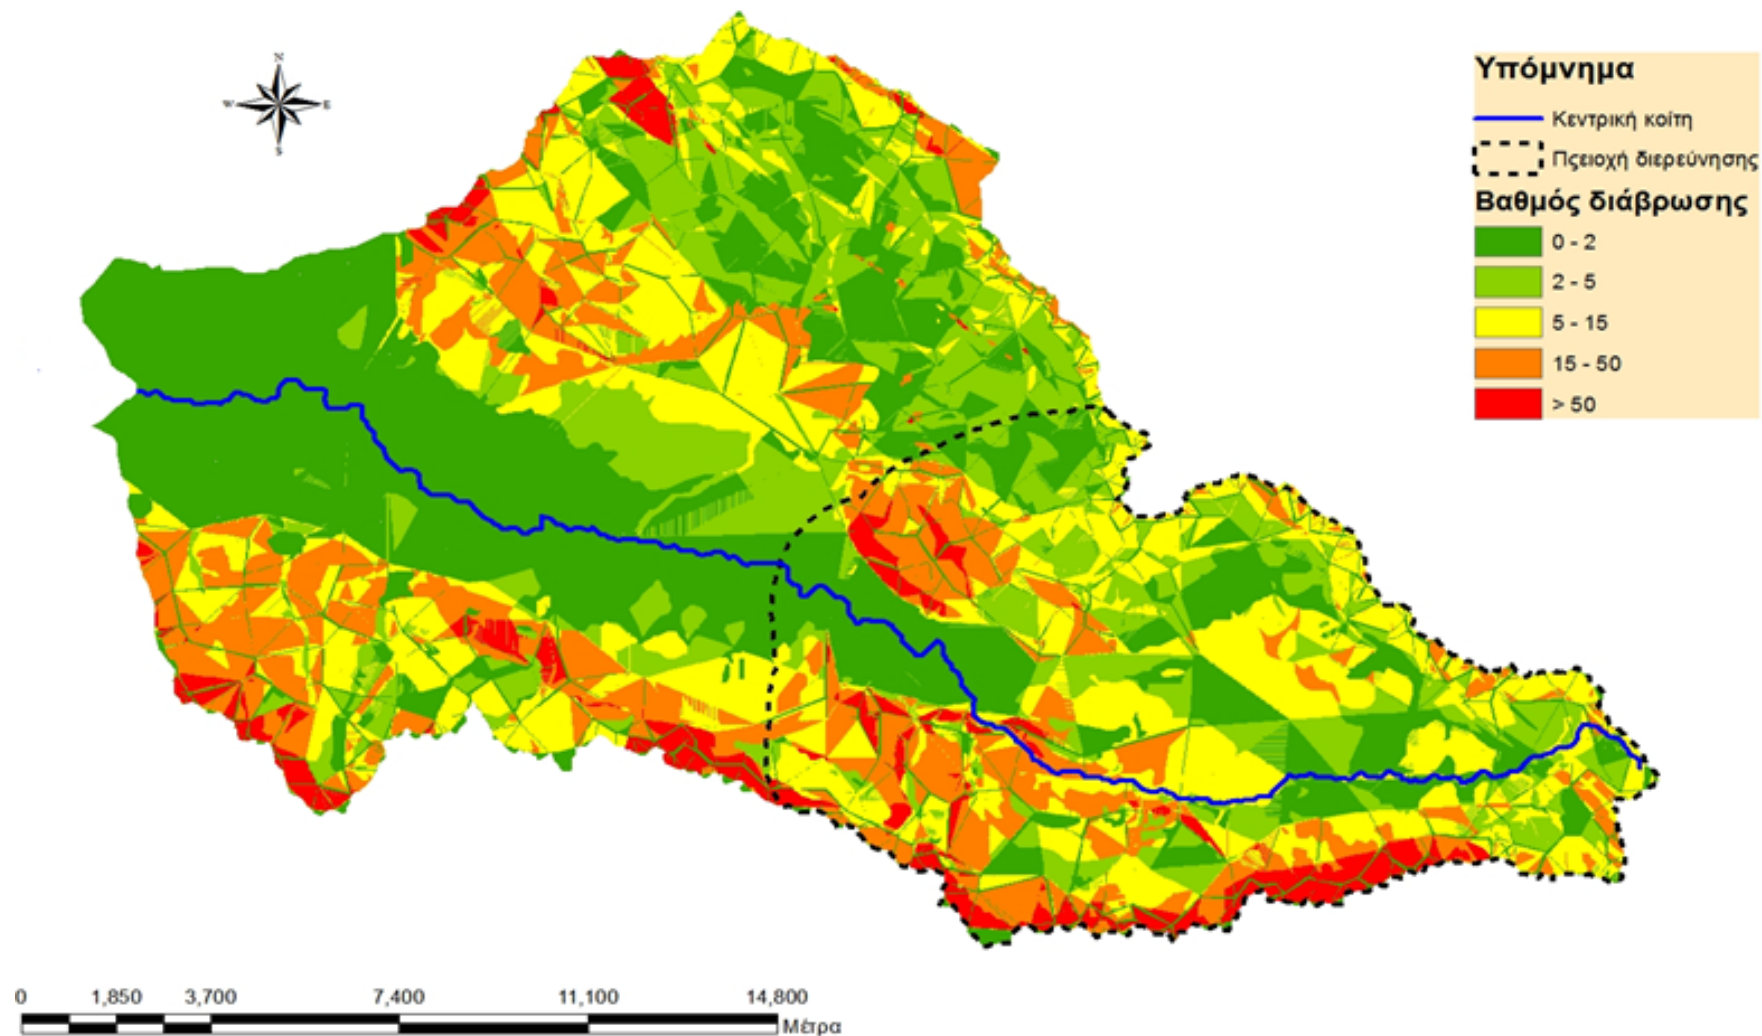 N
W
E
S
Υπόμνημα
Κεντρική κοίτη
Πςειοχή διερεύνησης
Βαθμός διάβρωσης
0 - 2
2 - 5
5 - 15
15 - 50
> 50
0 1,850 3,700 7,400 11,100 14,800
Μέτρα